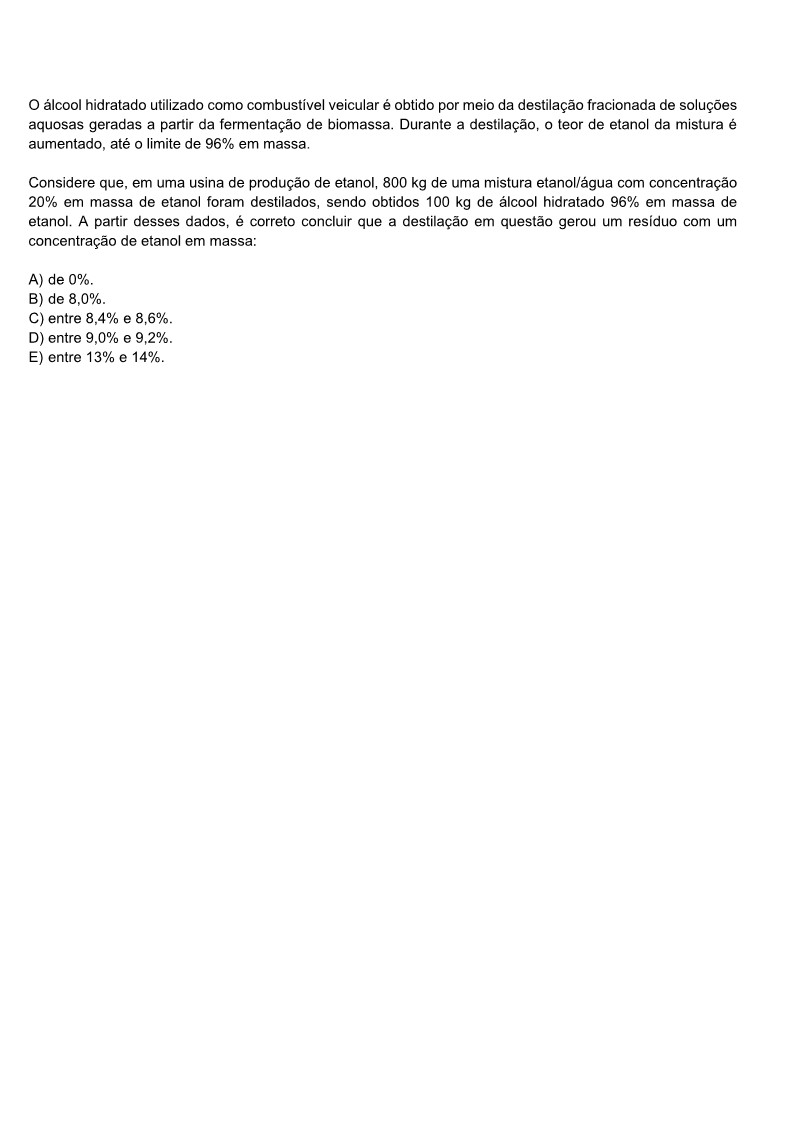 O álcool hidratado utilizado como combustível veicular é obtido por meio da destilação fracionada de soluções
aquosas geradas a partir da fermentação de biomassa. Durante a destilação, o teor de etanol da mistura é
aumentado, até o limite de 96% em massa.
Considere que, em uma usina de produção de etanol, 800 kg de uma mistura etanol/água com concentração
20% em massa de etanol foram destilados, sendo obtidos 100 kg de álcool hidratado 96% em massa de
etanol. A partir desses dados, é correto concluir que a destilação em questão gerou um resíduo com um
concentração de etanol em massa:
A) de 0%.
B) de 8,0%.
C) entre 8,4% e 8,6%.
D) entre 9,0% e 9,2%.
E) entre 13% e 14%.